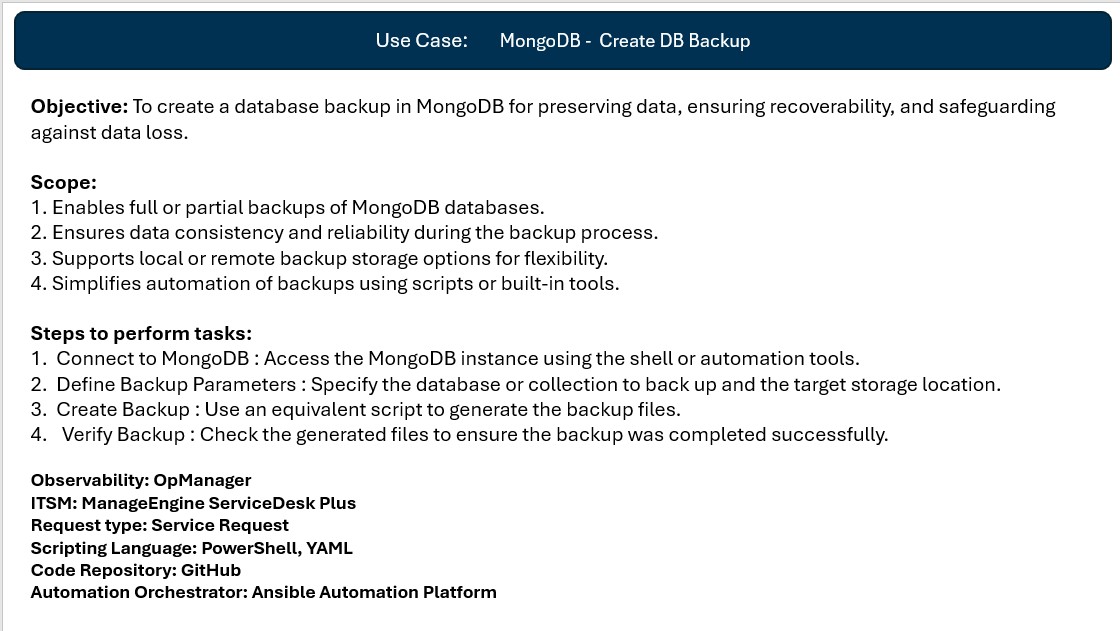 Use Case: MongoDB - Create DB Backup
Objective: To create a database backup in MongoDB for preserving data, ensuring recoverability, and safeguarding
against data loss.
Scope:
1. Enables full or partial backups of MongoDB databases.
2. Ensures data consistency and reliability during the backup process.
3. Supports local or remote backup storage options for flexibility.
4. Simplifies automation of backups using scripts or built-in tools.
Steps to perform tasks:
1. Connect to MongoDB : Access the MongoDB instance using the shell or automation tools.
2. Define Backup Parameters : Specify the database or collection to back up and the target storage location.
3. Create Backup : Use an equivalent script to generate the backup files.
4. Verify Backup : Check the generated files to ensure the backup was completed successfully.
Observability: OpManager
ITSM: ManageEngine ServiceDesk Plus
Request type: Service Request
Scripting Language: PowerShell, YAML
Code Repository: GitHub
Automation Orchestrator: Ansible Automation Platform